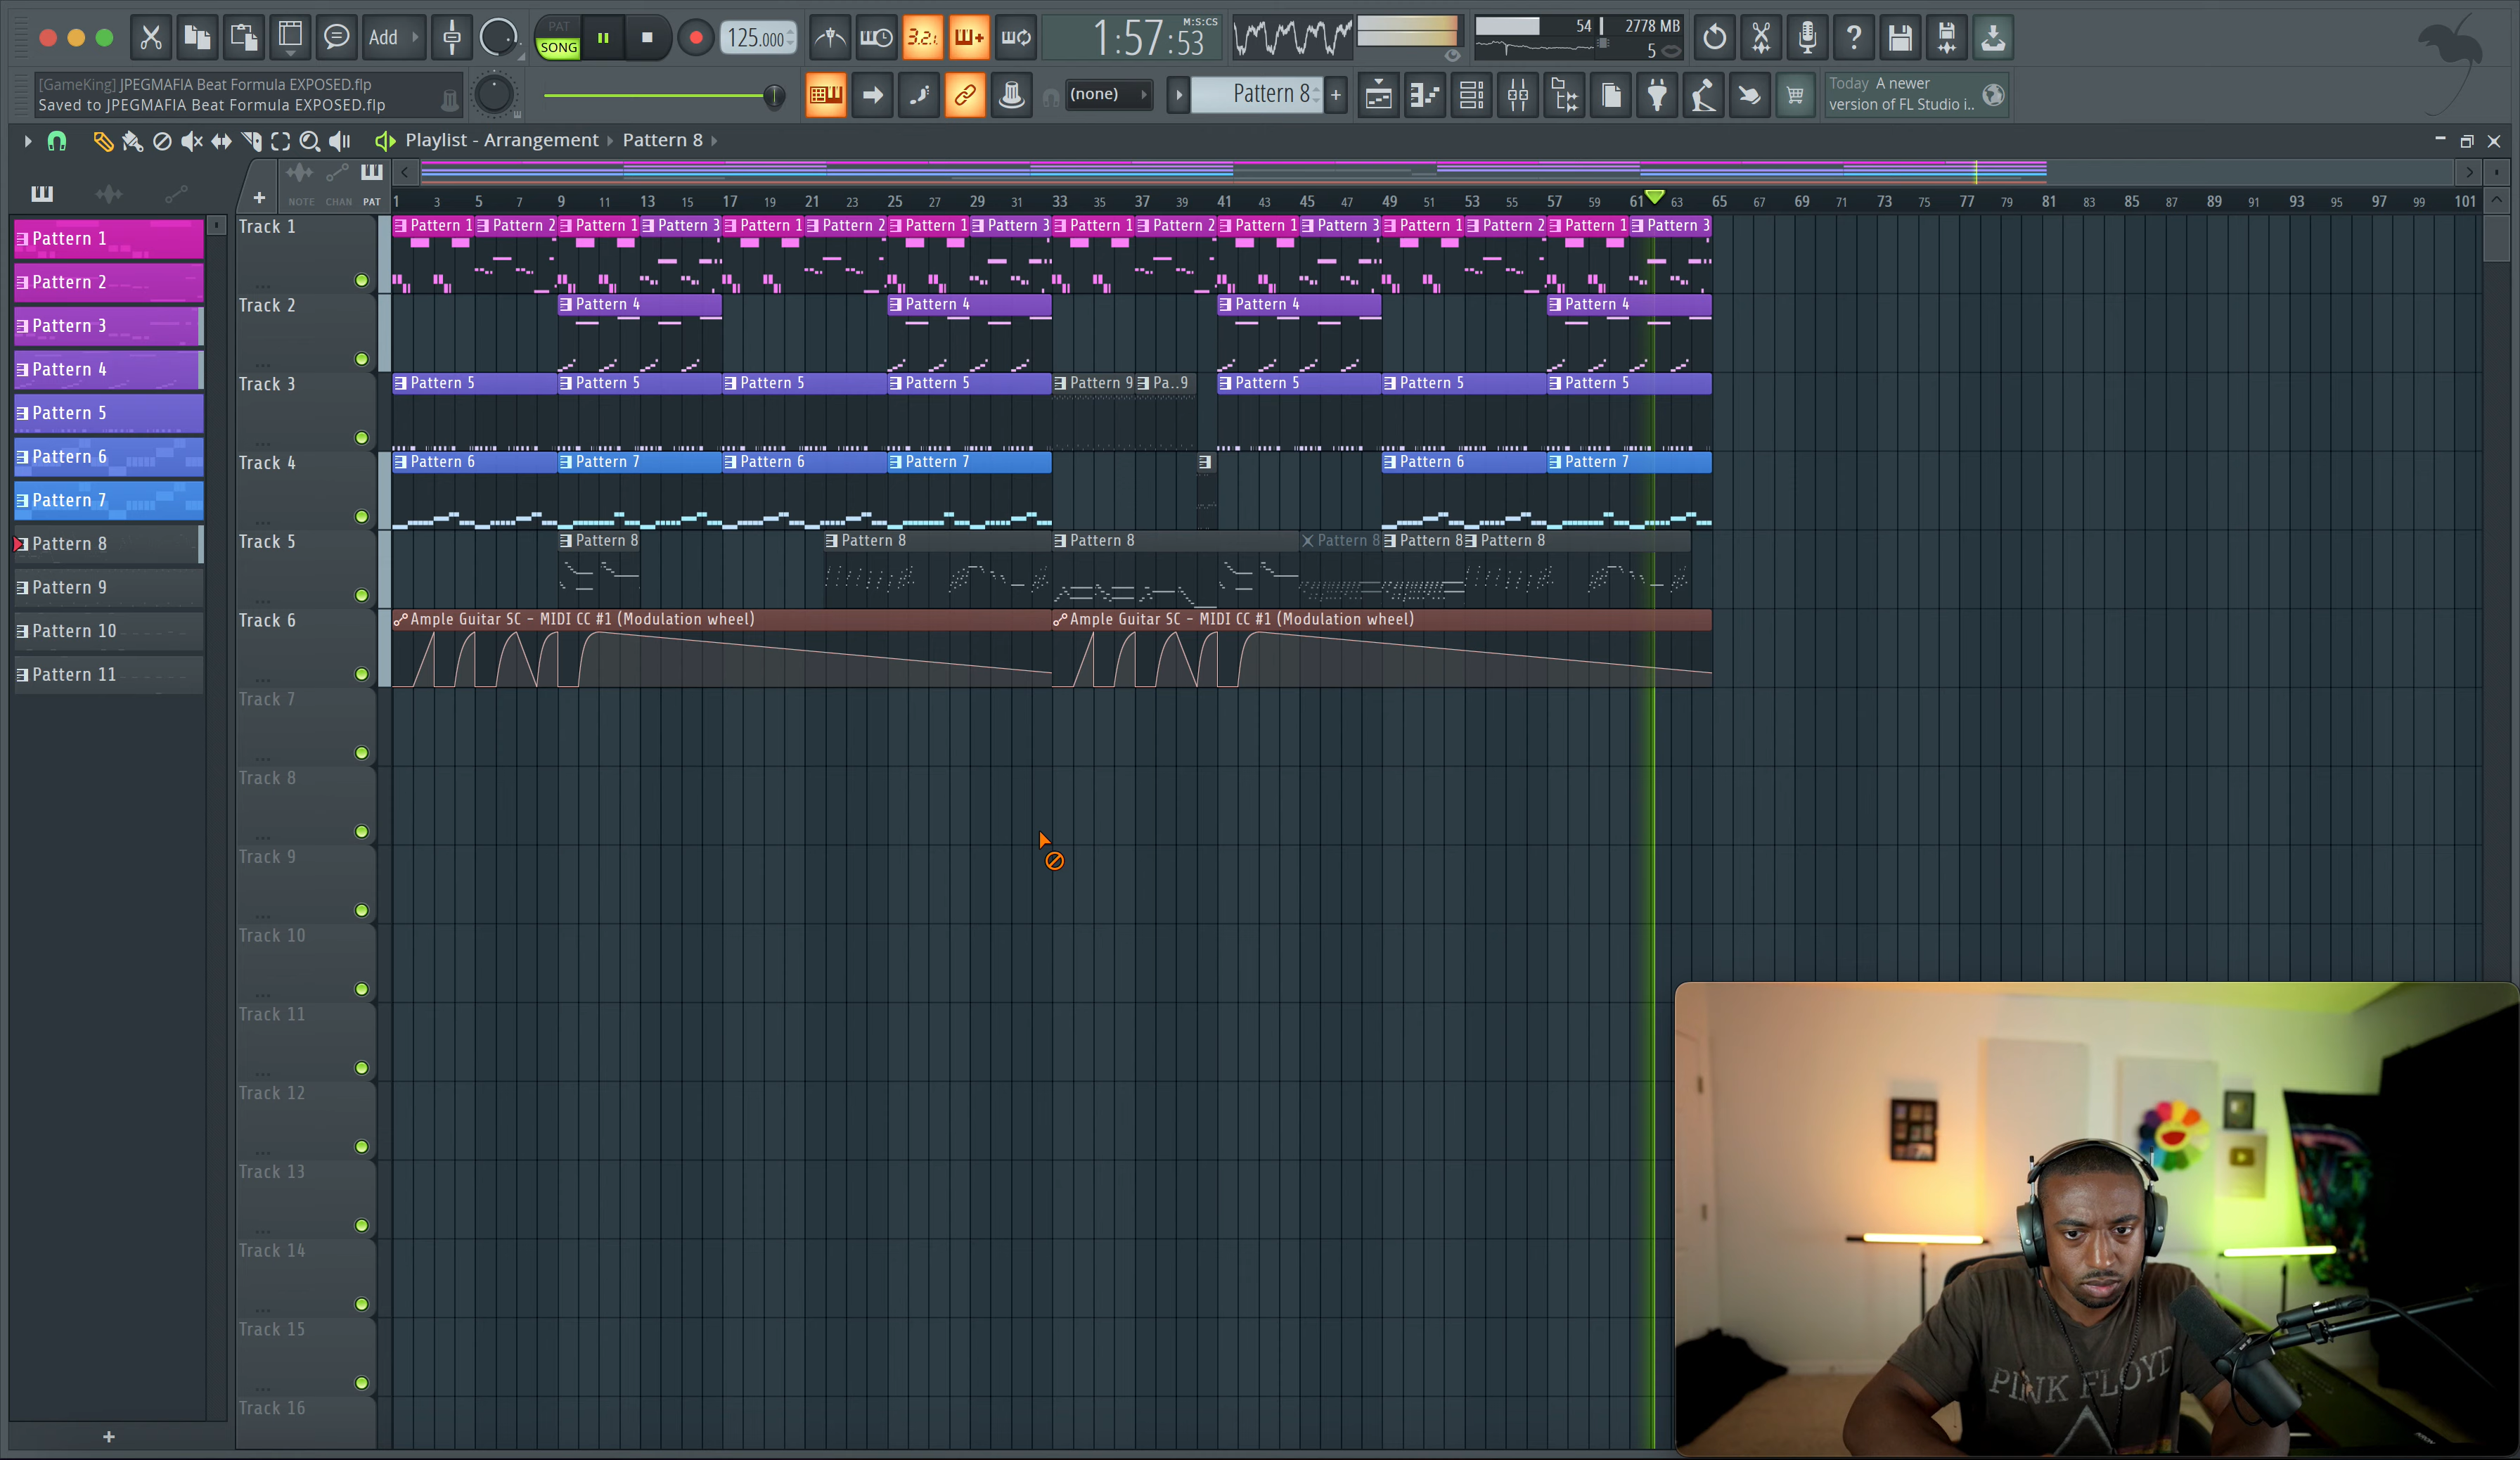 Add
PAT
SONG
125.000
3.2.
1:57:53
M:S:CS
54
2778 MB
5
[GameKing] JPEGMAFIA Beat Formula EXPOSED.flp
Saved to JPEGMAFIA Beat Formula EXPOSED.flp
(none)
Pattern 8
Today A newer
version of FL Studio i..
Playlist - Arrangement Pattern 8
NOTE CHAN PAT
1 3 5 7 9 11 13 15 17 19 21 23 25 27 29 31 33 35 37 39 41 43 45 47 49 51 53 55 57 59 61 63 65 67 69 71 73 75 77 79 81 83 85 87 89 91 93 95 97 99 101
Pattern 1
Pattern 2
Pattern 3
Pattern 4
Pattern 5
Pattern 6
Pattern 7
Pattern 8
Pattern 9
Pattern 10
Pattern 11
Track 1
Pattern 1 Pattern 2 Pattern 1 Pattern 3 Pattern 1 Pattern 2 Pattern 1 Pattern 3 Pattern 1 Pattern 2 Pattern 1 Pattern 3 Pattern 1 Pattern 2 Pattern 1 Pattern 3
Track 2
Pattern 4 Pattern 4 Pattern 4 Pattern 4
Track 3
Pattern 5 Pattern 5 Pattern 5 Pattern 5 Pattern 9 Pa..9 Pattern 5 Pattern 5 Pattern 5
Track 4
Pattern 6 Pattern 7 Pattern 6 Pattern 7 Pattern 6 Pattern 7
Track 5
Pattern 8 Pattern 8 Pattern 8 Pattern 8 Pattern 8 Pattern 8
Track 6
Ample Guitar SC - MIDI CC #1 (Modulation wheel) Ample Guitar SC - MIDI CC #1 (Modulation wheel)
Track 7
Track 8
Track 9
Track 10
Track 11
Track 12
Track 13
Track 14
Track 15
Track 16
PINK FLOYD